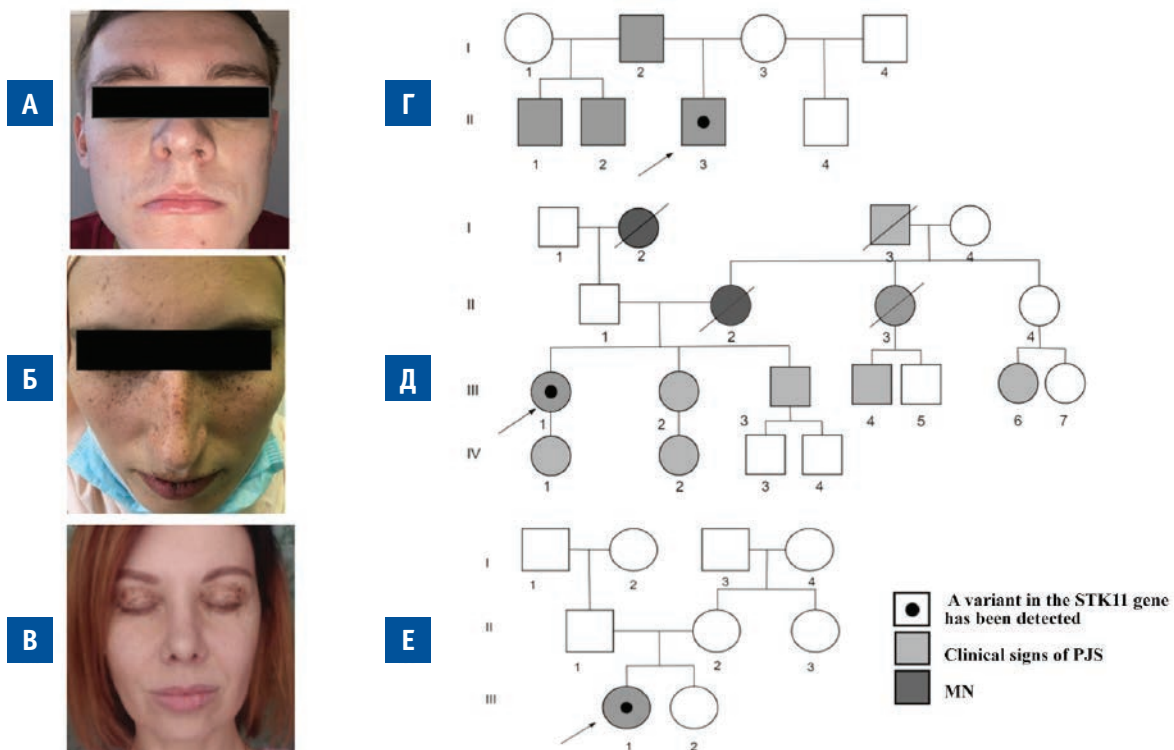 А
Б
В
Г
I
1
2
3
4
II
1
2
3
4
Д
I
1
2
3
4
II
1
2
3
4
III
1
2
3
4
5
6
7
IV
1
2
3
4
Е
I
1
2
3
4
II
1
2
3
III
1
2
A variant in the STK11 gene
has been detected
Clinical signs of PJS
MN